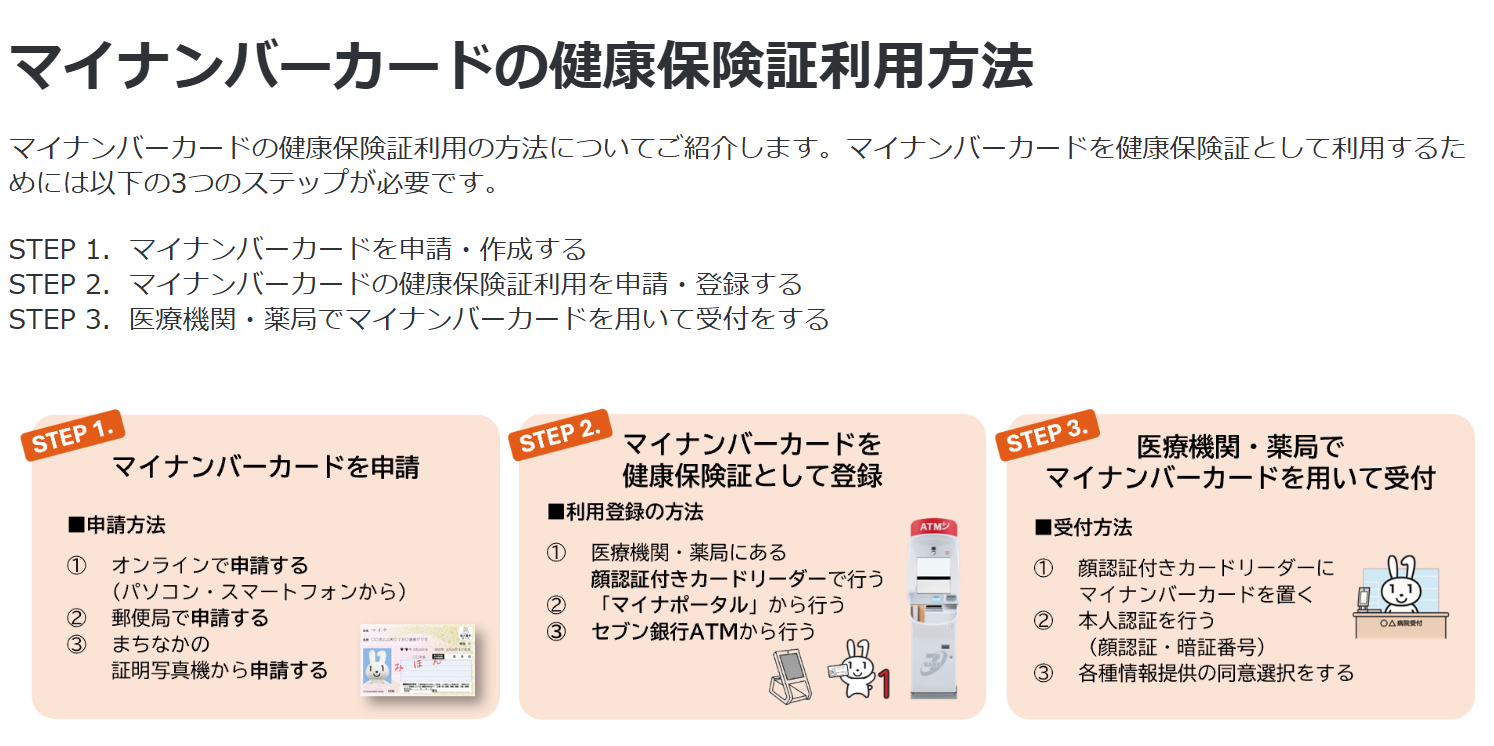 マイナンバーカードの健康保険証利用方法
マイナンバーカードの健康保険証利用の方法についてご紹介します。マイナンバーカードを健康保険証として利用するた
めには以下の3つのステップが必要です。
STEP 1. マイナンバーカードを申請・作成する
STEP 2. マイナンバーカードの健康保険証利用を申請・登録する
STEP 3. 医療機関・薬局でマイナンバーカードを用いて受付をする
STEP 1.
マイナンバーカードを申請
■申請方法
① オンラインで申請する
(パソコン・スマートフォンから)
② 郵便局で申請する
③ まちなかの
証明写真機から申請する
みほん
STEP 2.
マイナンバーカードを
健康保険証として登録
■利用登録の方法
① 医療機関・薬局にある
顔認証付きカードリーダーで行う
② 「マイナポータル」から行う
③ セブン銀行ATMから行う
ATM
1
STEP 3.
医療機関・薬局で
マイナンバーカードを用いて受付
■受付方法
① 顔認証付きカードリーダーに
マイナンバーカードを置く
② 本人認証を行う
(顔認証・暗証番号)
③ 各種情報提供の同意選択をする
○△病院受付